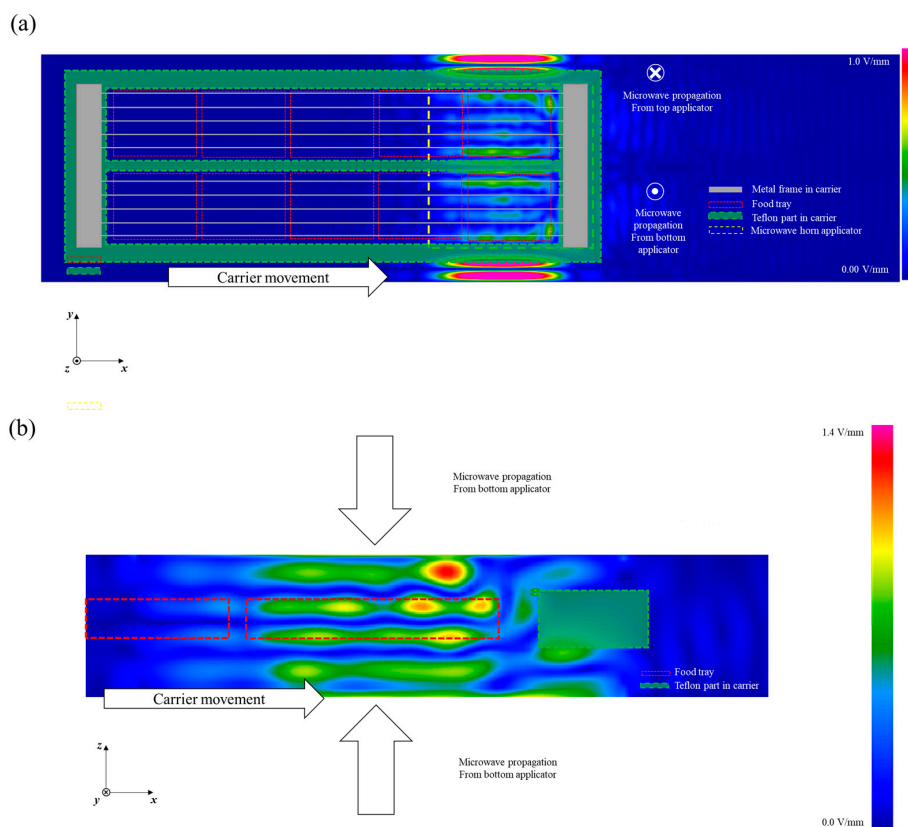 (a)
1.0 V/mm
Microwave propagation
From top applicator
Microwave
propagation
From bottom
applicator
Metal frame in carrier
Food tray
Teflon part in carrier
Microwave horn applicator
0.00 V/mm
Carrier movement
y
z
x
(b)
1.4 V/mm
Microwave propagation
From bottom applicator
Food tray
Teflon part in carrier
Carrier movement
z
y
x
Microwave propagation
From bottom applicator
0.0 V/mm